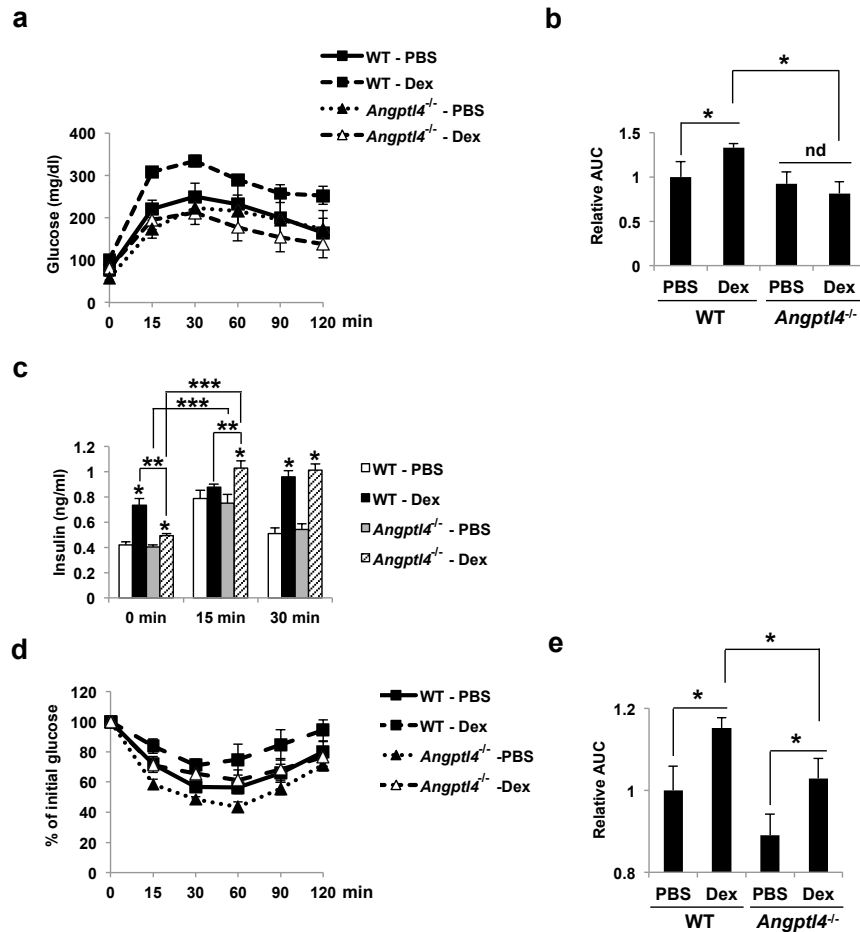 a
WT - PBS
WT - Dex
Angptl4-/- - PBS
Angptl4-/- - Dex
Glucose (mg/dl)
400
300
200
100
0
0 15 30 60 90 120 min
b
*
*
nd
Relative AUC
1.5
1
0.5
0
PBS Dex PBS Dex
WT Angptl4-/-
c
***
***
** **
* * * * *
Insulin (ng/ml)
1.2
1
0.8
0.6
0.4
0.2
0
0 min 15 min 30 min
WT - PBS
WT - Dex
Angptl4-/- - PBS
Angptl4-/- - Dex
d
% of initial glucose
120
100
80
60
40
20
0
0 15 30 60 90 120 min
WT - PBS
WT - Dex
Angptl4-/- -PBS
Angptl4-/- -Dex
e
*
*
*
Relative AUC
1.2
1
0.8
PBS Dex PBS Dex
WT Angptl4-/-